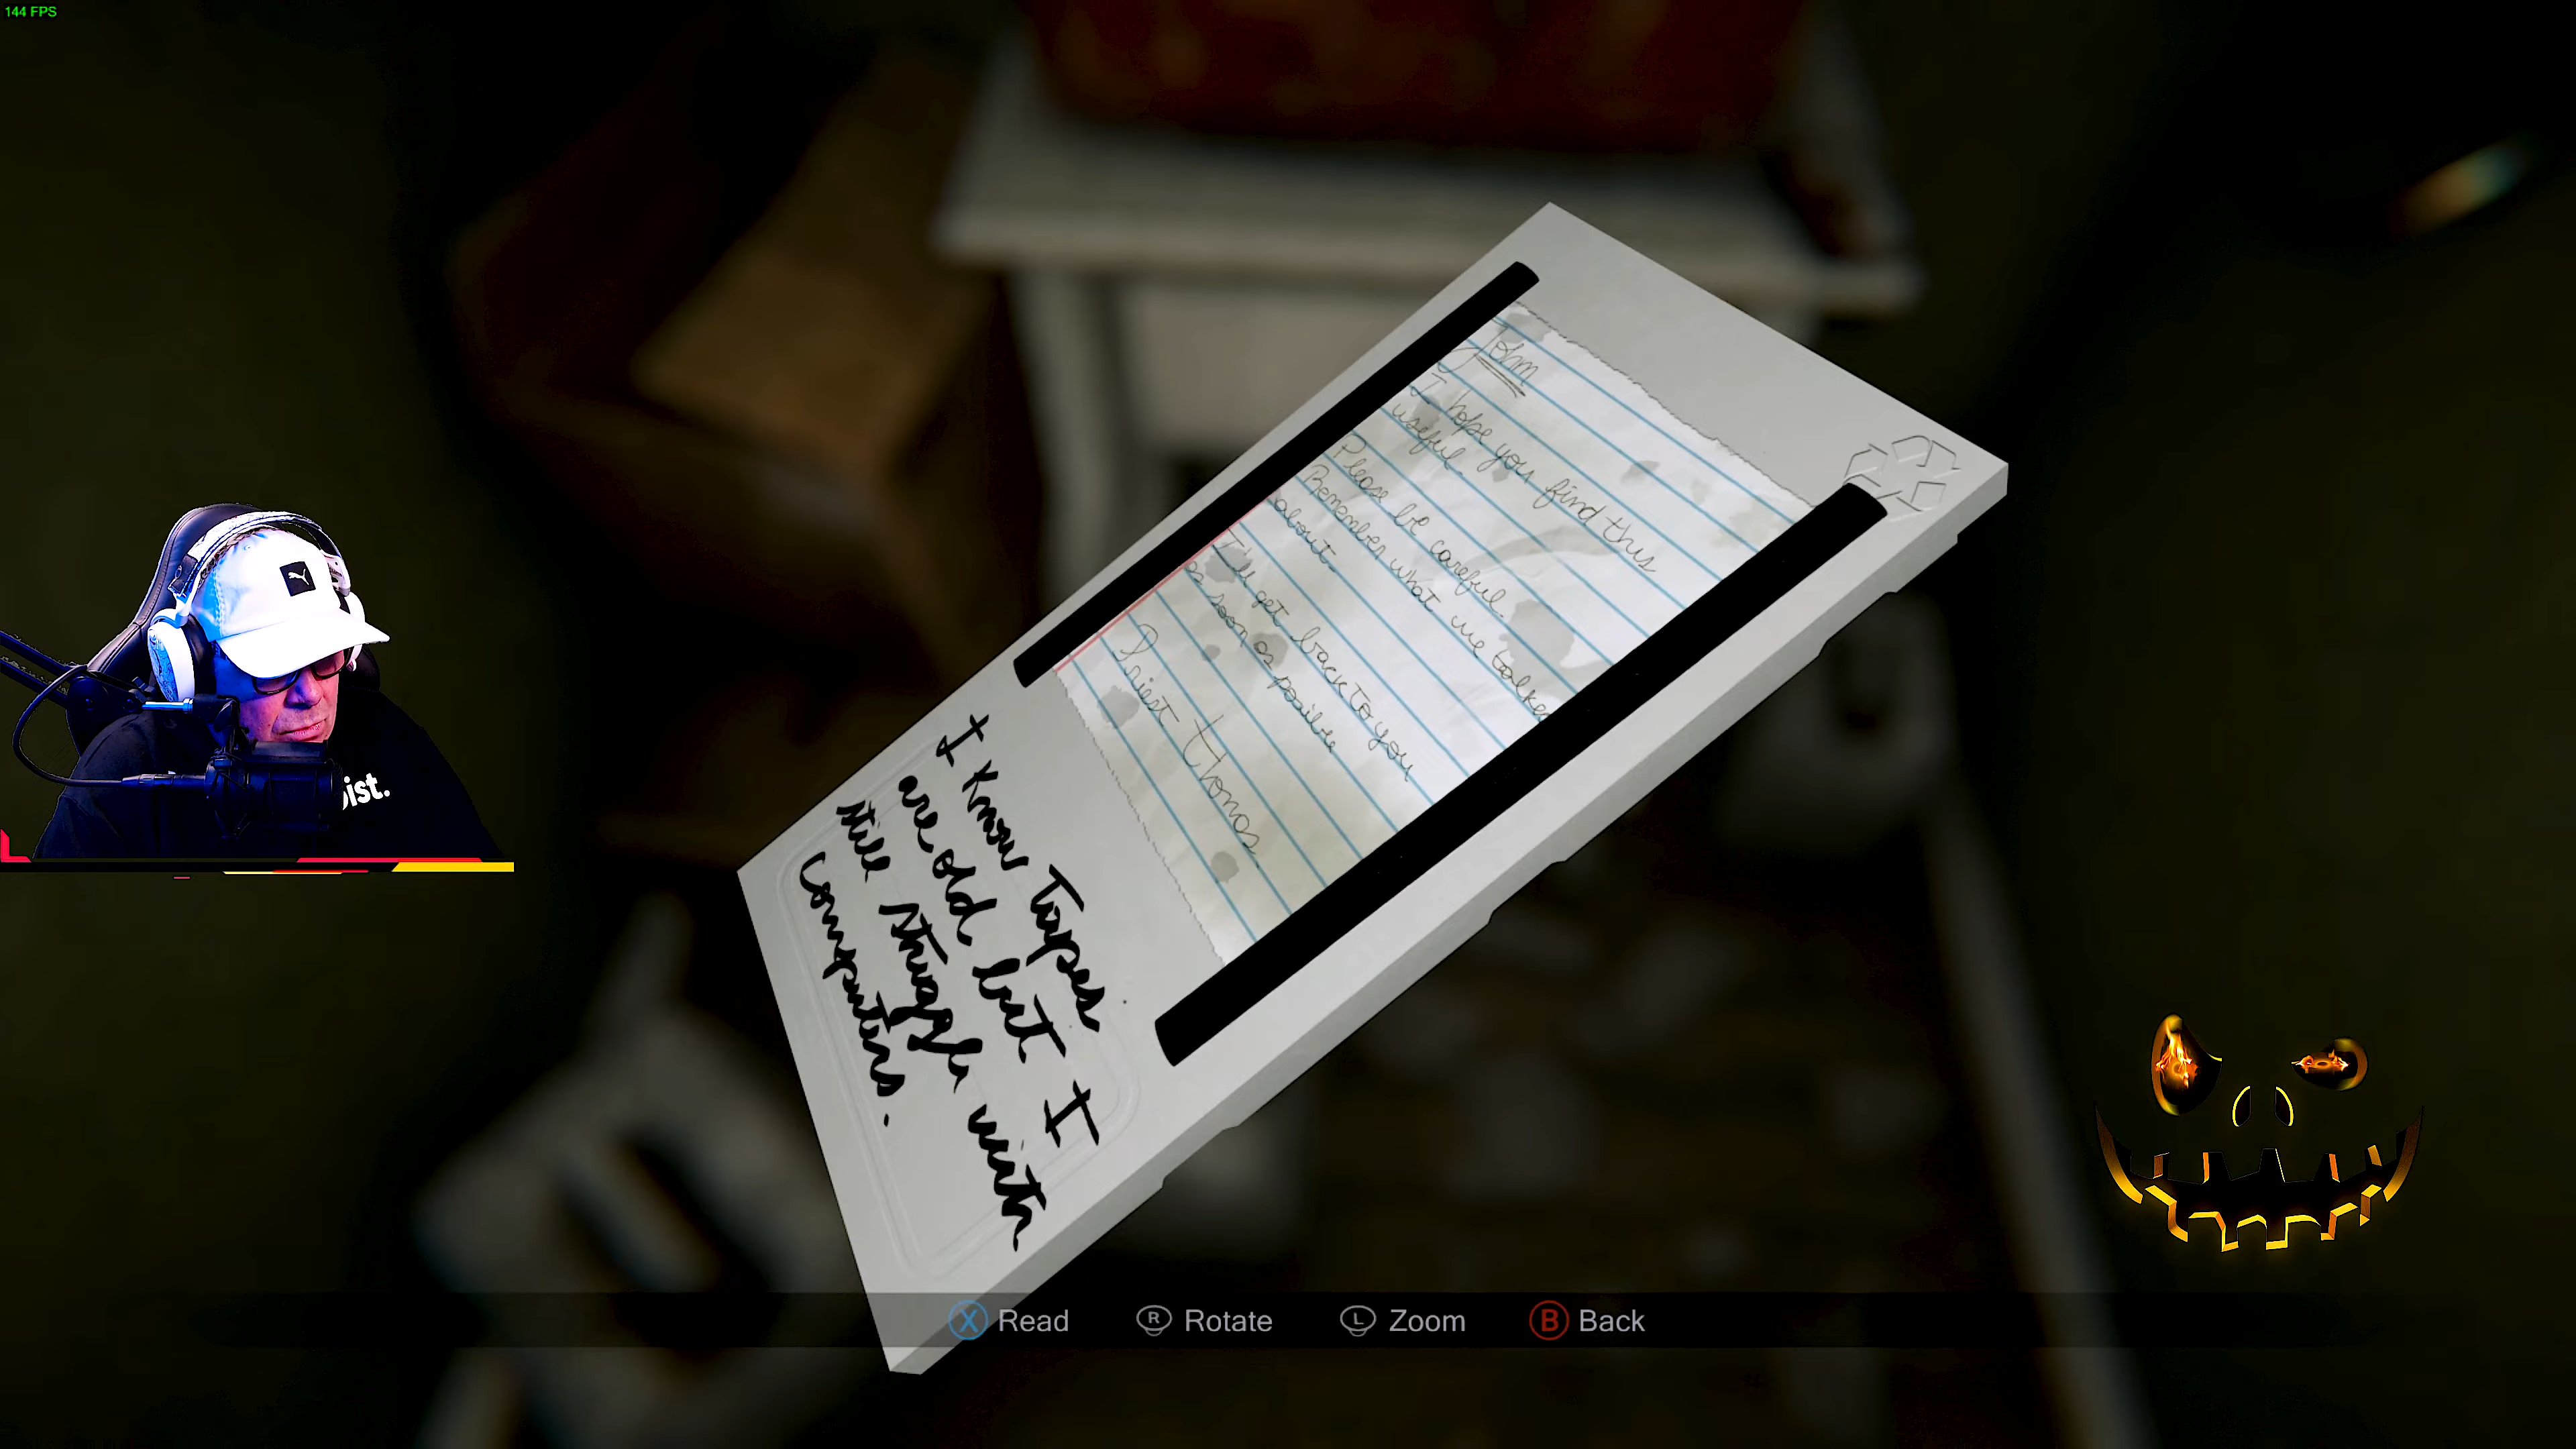 144 FPS
John
I hope you find this
useful.
Please be careful.
Remember what we talked
about.
I'll get back to you
as soon as posible
Priest Thomas
I know Tapes
are old but I
still struggle with
computers.
ist.
X Read
R Rotate
L Zoom
B Back